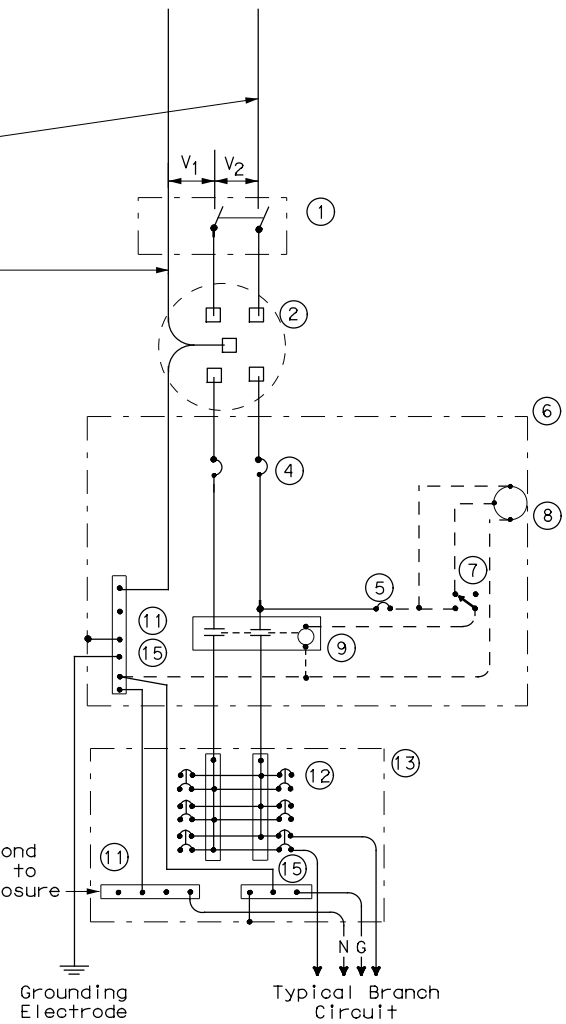 V1
V2
1
2
6
4
8
7
5
11
15
9
13
12
11
15
ond
to
osure
N G
Grounding
Electrode
Typical Branch
Circuit